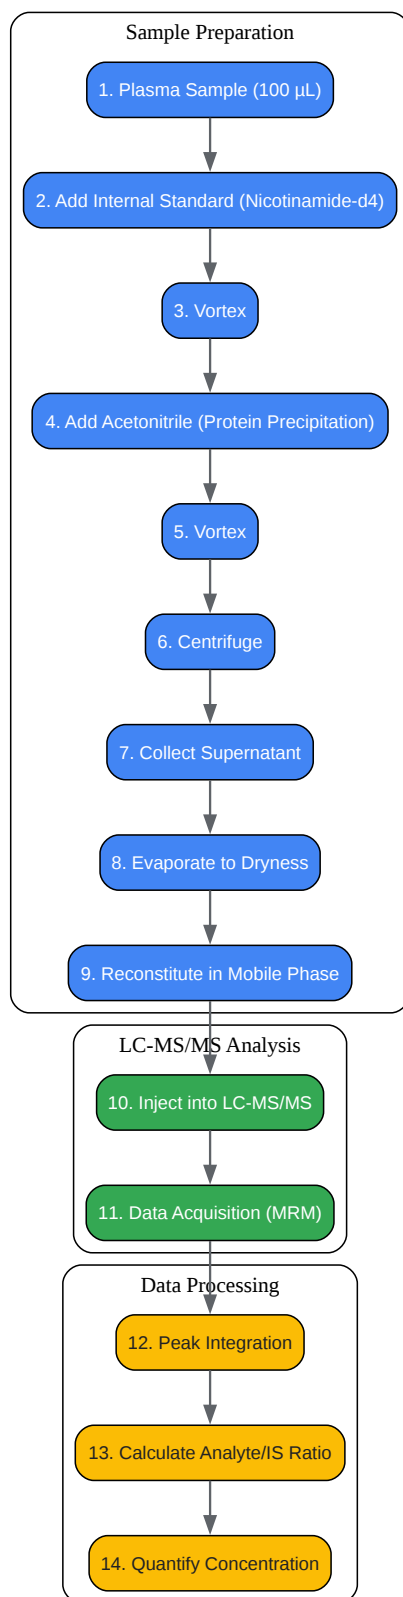 Sample Preparation
1. Plasma Sample (100 µL)
2. Add Internal Standard (Nicotinamide-d4)
3. Vortex
4. Add Acetonitrile (Protein Precipitation)
5. Vortex
6. Centrifuge
7. Collect Supernatant
8. Evaporate to Dryness
9. Reconstitute in Mobile Phase
LC-MS/MS Analysis
10. Inject into LC-MS/MS
11. Data Acquisition (MRM)
Data Processing
12. Peak Integration
13. Calculate Analyte/IS Ratio
14. Quantify Concentration